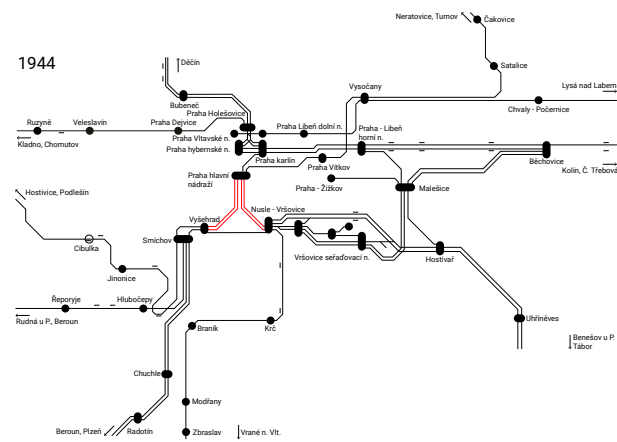 Neratovice, Turnov
Čakovice
1944
Děčín
Satalice
Vysočany
Lysá nad Labem
Bubeneč
Praha Holešovice
Chvaly - Počernice
Ruzyně
Veleslavín
Praha Dejvice
Praha Libeň dolní n.
Praha Vltavské n.
Praha - Libeň
horní n.
Kladno, Chomutov
Praha hybernské n.
Běchovice
Praha karlín
Praha Vítkov
Kolín, Č. Třebová
Praha hlavní
nádraží
Praha - Žižkov
Malešice
Hostivice, Podlešín
Nusle - Vršovice
Vyšehrad
Smíchov
Cibulka
Vršovice seřaďovací n.
Hostivař
Jinonice
Řeporyje
Hlubočepy
Rudná u P., Beroun
Braník
Krč
Uhříněves
Benešov u P.
Tábor
Chuchle
Modřany
Beroun, Plzeň
Radotín
Zbraslav
Vrané n. Vlt.